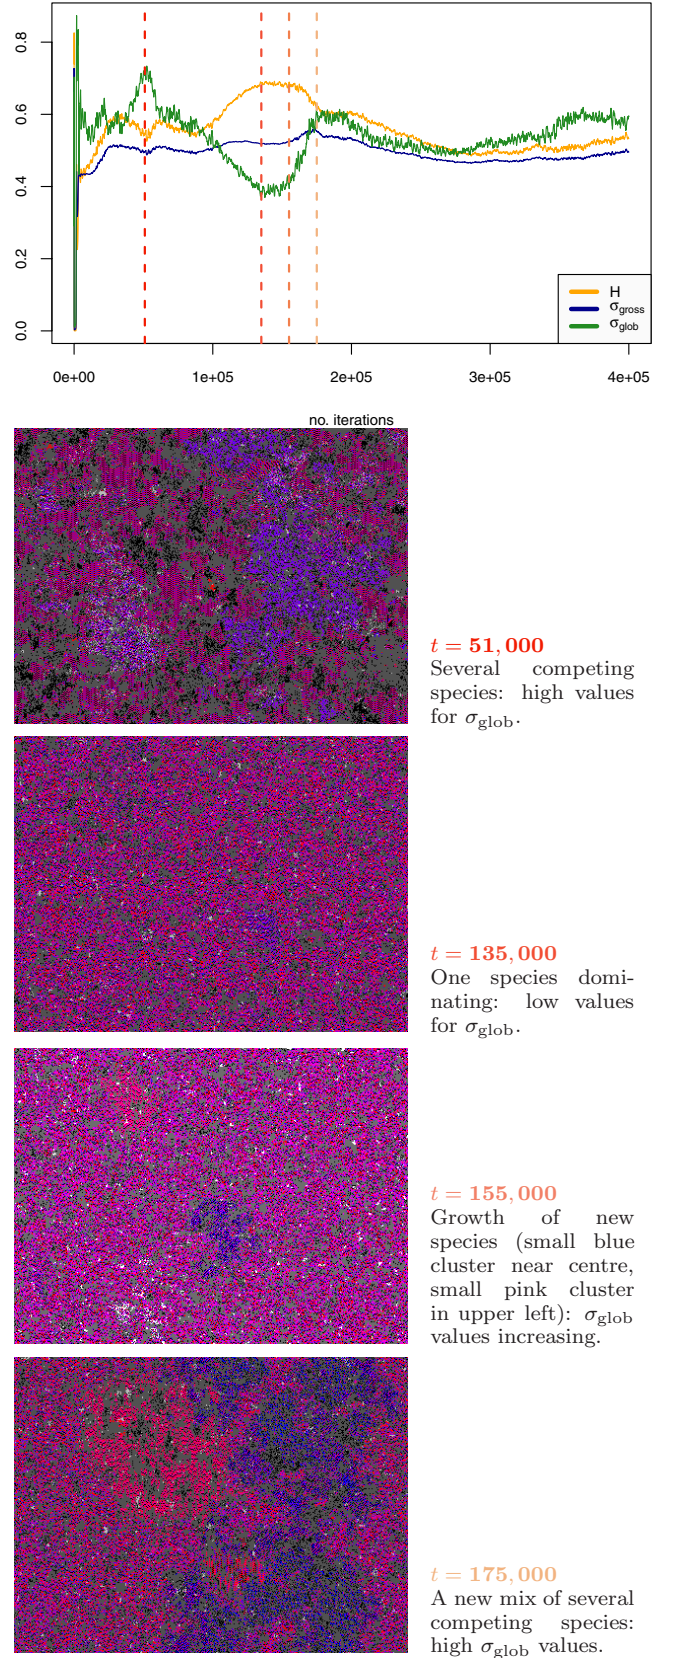 0.8
0.6
0.4
0.2
0.0
H
σgross
σglob
0e+00 1e+05 2e+05 3e+05 4e+05
no. iterations
t = 51,000
Several competing
species: high values
for σglob.
t = 135,000
One species domi-
nating: low values
for σglob.
t = 155,000
Growth of new
species (small blue
cluster near centre,
small pink cluster
in upper left): σglob
values increasing.
t = 175,000
A new mix of several
competing species:
high σglob values.